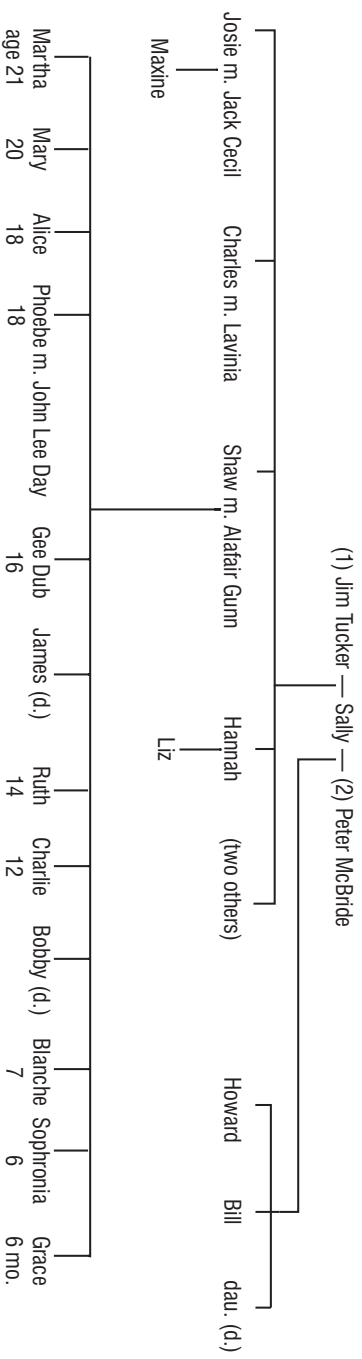 (1) Jim Tucker — Sally — (2) Peter McBride
Josie m. Jack Cecil
Charles m. Lavinia
Shaw m. Alafair Gunn
Hannah
(two others)
Howard
Bill
dau. (d.)
Maxine
Liz
Martha
age 21
Mary
20
Alice
18
Phoebe m. John Lee Day
18
Gee Dub
16
James (d.)
Ruth
14
Charlie
12
Bobby (d.)
Blanche
7
Sophronia
6
Grace
6 mo.